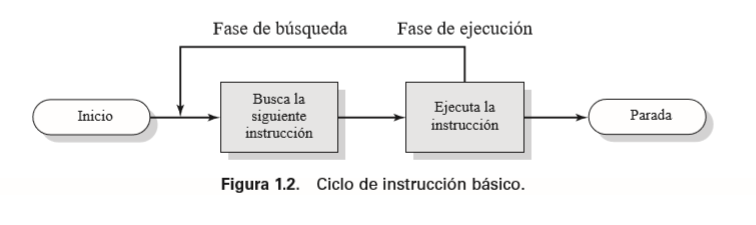 Fase de búsqueda
Fase de ejecución
Inicio
Busca la
siguiente
instrucción
Ejecuta la
instrucción
Parada
Figura 1.2. Ciclo de instrucción básico.